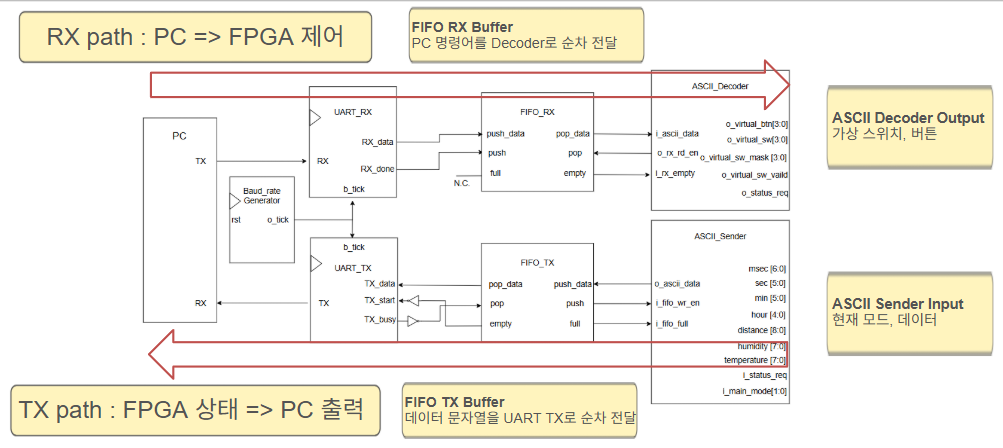 RX path : PC => FPGA 제어
FIFO RX Buffer
PC 명령어를 Decoder로 순차 전달
ASCII_Decoder
o_virtual_btn[3:0]
o_virtual_sw[3:0]
o_virtual_sw_mask [3:0]
o_virtual_sw_vaild
o_status_req
i_ascii_data
o_rx_rd_en
i_rx_empty
ASCII Decoder Output
가상 스위치, 버튼
PC
TX
RX
UART_RX
RX_data
RX
RX_done
b_tick
FIFO_RX
push_data
pop_data
push
pop
full
empty
N.C.
Baud_rate
Generator
rst
o_tick
b_tick
UART_TX
TX_data
TX_start
TX
TX_busy
FIFO_TX
pop_data
push_data
pop
push
empty
full
ASCII_Sender
msec [6:0]
sec [5:0]
min [5:0]
hour [4:0]
distance [8:0]
humidity [7:0]
temperature [7:0]
i_status_req
i_main_mode[1:0]
o_ascii_data
i_fifo_wr_en
i_fifo_full
ASCII Sender Input
현재 모드, 데이터
TX path : FPGA 상태 => PC 출력
FIFO TX Buffer
데이터 문자열을 UART TX로 순차 전달